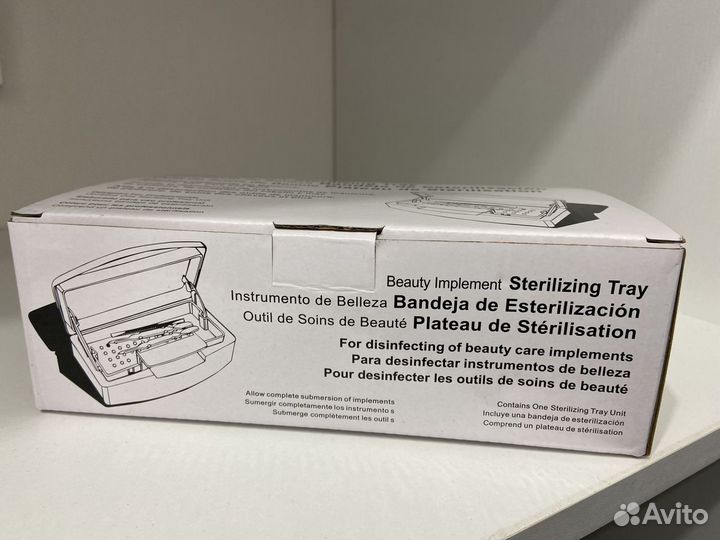 Beauty Implement Sterilizing Tray
Instrumento de Belleza Bandeja de Esterilización
Outil de Soins de Beauté Plateau de Stérilisation
For disinfecting of beauty care implements
Para desinfectar instrumentos de belleza
Pour desinfecter les outils de soins de beauté
Allow complete submersion of implements
Sumergir completamente los instrumento s
Submerge complètement les outil s
Contains One Sterilizing Tray Unit
Incluye una bandeja de esterilización
Comprend un plateau de stérilisation
Avito